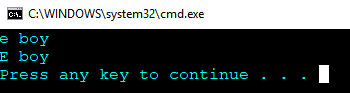 C:\WINDOWS\system32\cmd.exe
e boy
E boy
Press any key to continue . . .